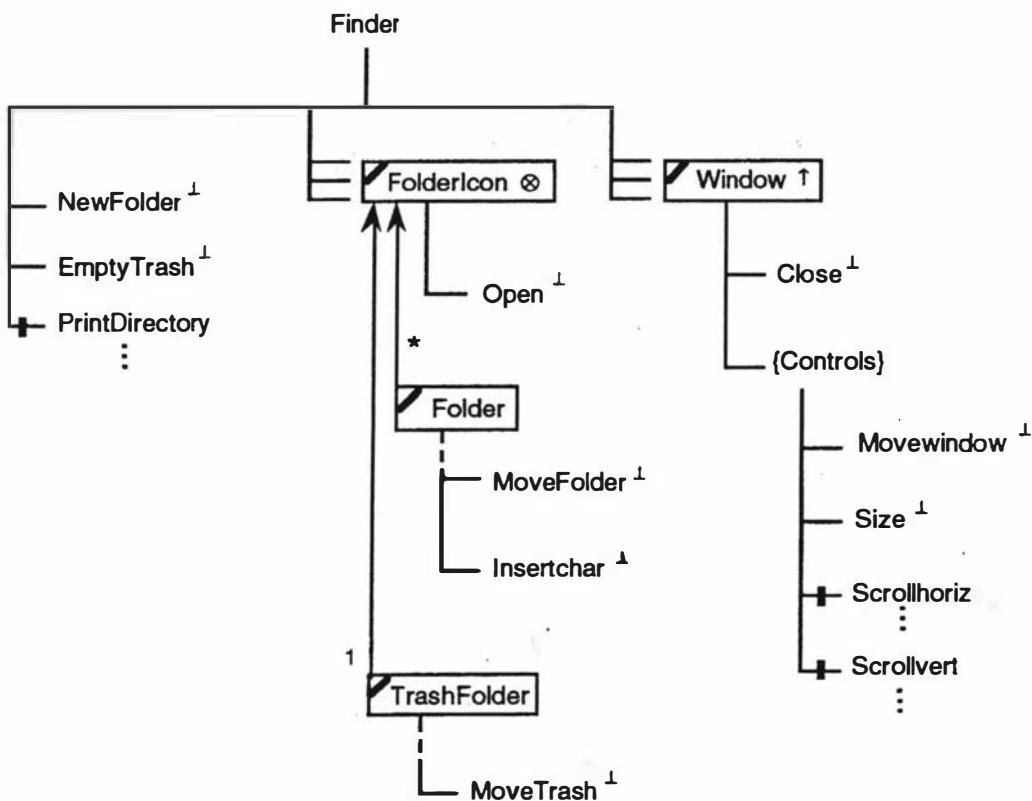 Finder
FolderIcon ⊗
Window ↑
NewFolder ⊥
EmptyTrash ⊥
Close ⊥
Open ⊥
PrintDirectory
*
{Controls}
Folder
Movewindow ⊥
MoveFolder ⊥
Size ⊥
Insertchar ⊥
Scrollhoriz
1
Scrollvert
TrashFolder
MoveTrash ⊥